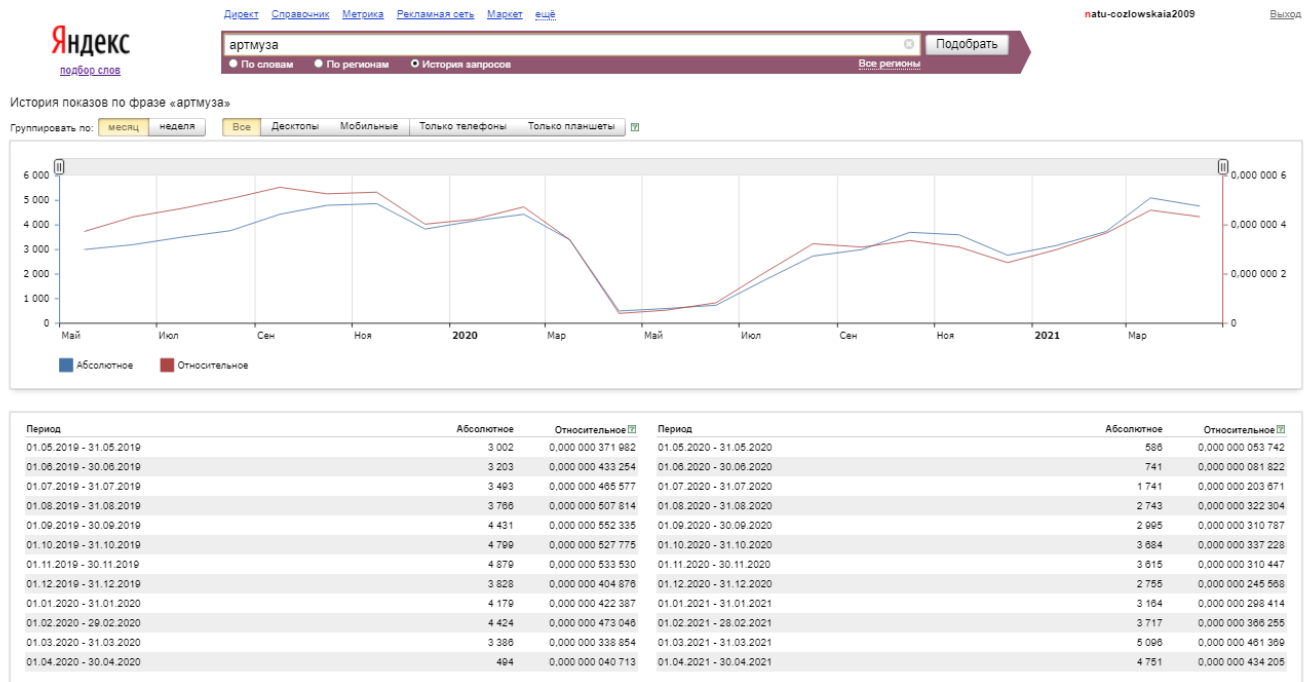 Директ Справочник Метрика Рекламная сеть Маркет ещё natu-cozlowskaia2009 Выход
Яндекс
подбор слов
артмуза Подобрать
По словам По регионам История запросов Все регионы
История показов по фразе «артмуза»
Группировать по: месяц неделя Все Десктопы Мобильные Только телефоны Только планшеты ?
6 000 0,000 000 6
5 000
4 000 0,000 000 4
3 000
2 000 0,000 000 2
1 000
0 0
Май Июл Сен Ноя 2020 Мар Май Июл Сен Ноя 2021 Мар
Абсолютное Относительное
Период Абсолютное Относительное ? Период Абсолютное Относительное ?
01.05.2019 - 31.05.2019 3 002 0,000 000 371 982 01.05.2020 - 31.05.2020 586 0,000 000 053 742
01.06.2019 - 30.06.2019 3 203 0,000 000 433 254 01.06.2020 - 30.06.2020 741 0,000 000 081 822
01.07.2019 - 31.07.2019 3 493 0,000 000 465 577 01.07.2020 - 31.07.2020 1 741 0,000 000 203 671
01.08.2019 - 31.08.2019 3 766 0,000 000 507 814 01.08.2020 - 31.08.2020 2 743 0,000 000 322 304
01.09.2019 - 30.09.2019 4 431 0,000 000 552 335 01.09.2020 - 30.09.2020 2 995 0,000 000 310 787
01.10.2019 - 31.10.2019 4 799 0,000 000 527 775 01.10.2020 - 31.10.2020 3 684 0,000 000 337 228
01.11.2019 - 30.11.2019 4 879 0,000 000 533 530 01.11.2020 - 30.11.2020 3 615 0,000 000 310 447
01.12.2019 - 31.12.2019 3 828 0,000 000 404 876 01.12.2020 - 31.12.2020 2 755 0,000 000 245 568
01.01.2020 - 31.01.2020 4 179 0,000 000 422 387 01.01.2021 - 31.01.2021 3 164 0,000 000 298 414
01.02.2020 - 29.02.2020 4 424 0,000 000 473 046 01.02.2021 - 28.02.2021 3 717 0,000 000 366 255
01.03.2020 - 31.03.2020 3 386 0,000 000 338 854 01.03.2021 - 31.03.2021 5 096 0,000 000 461 369
01.04.2020 - 30.04.2020 494 0,000 000 040 713 01.04.2021 - 30.04.2021 4 751 0,000 000 434 205